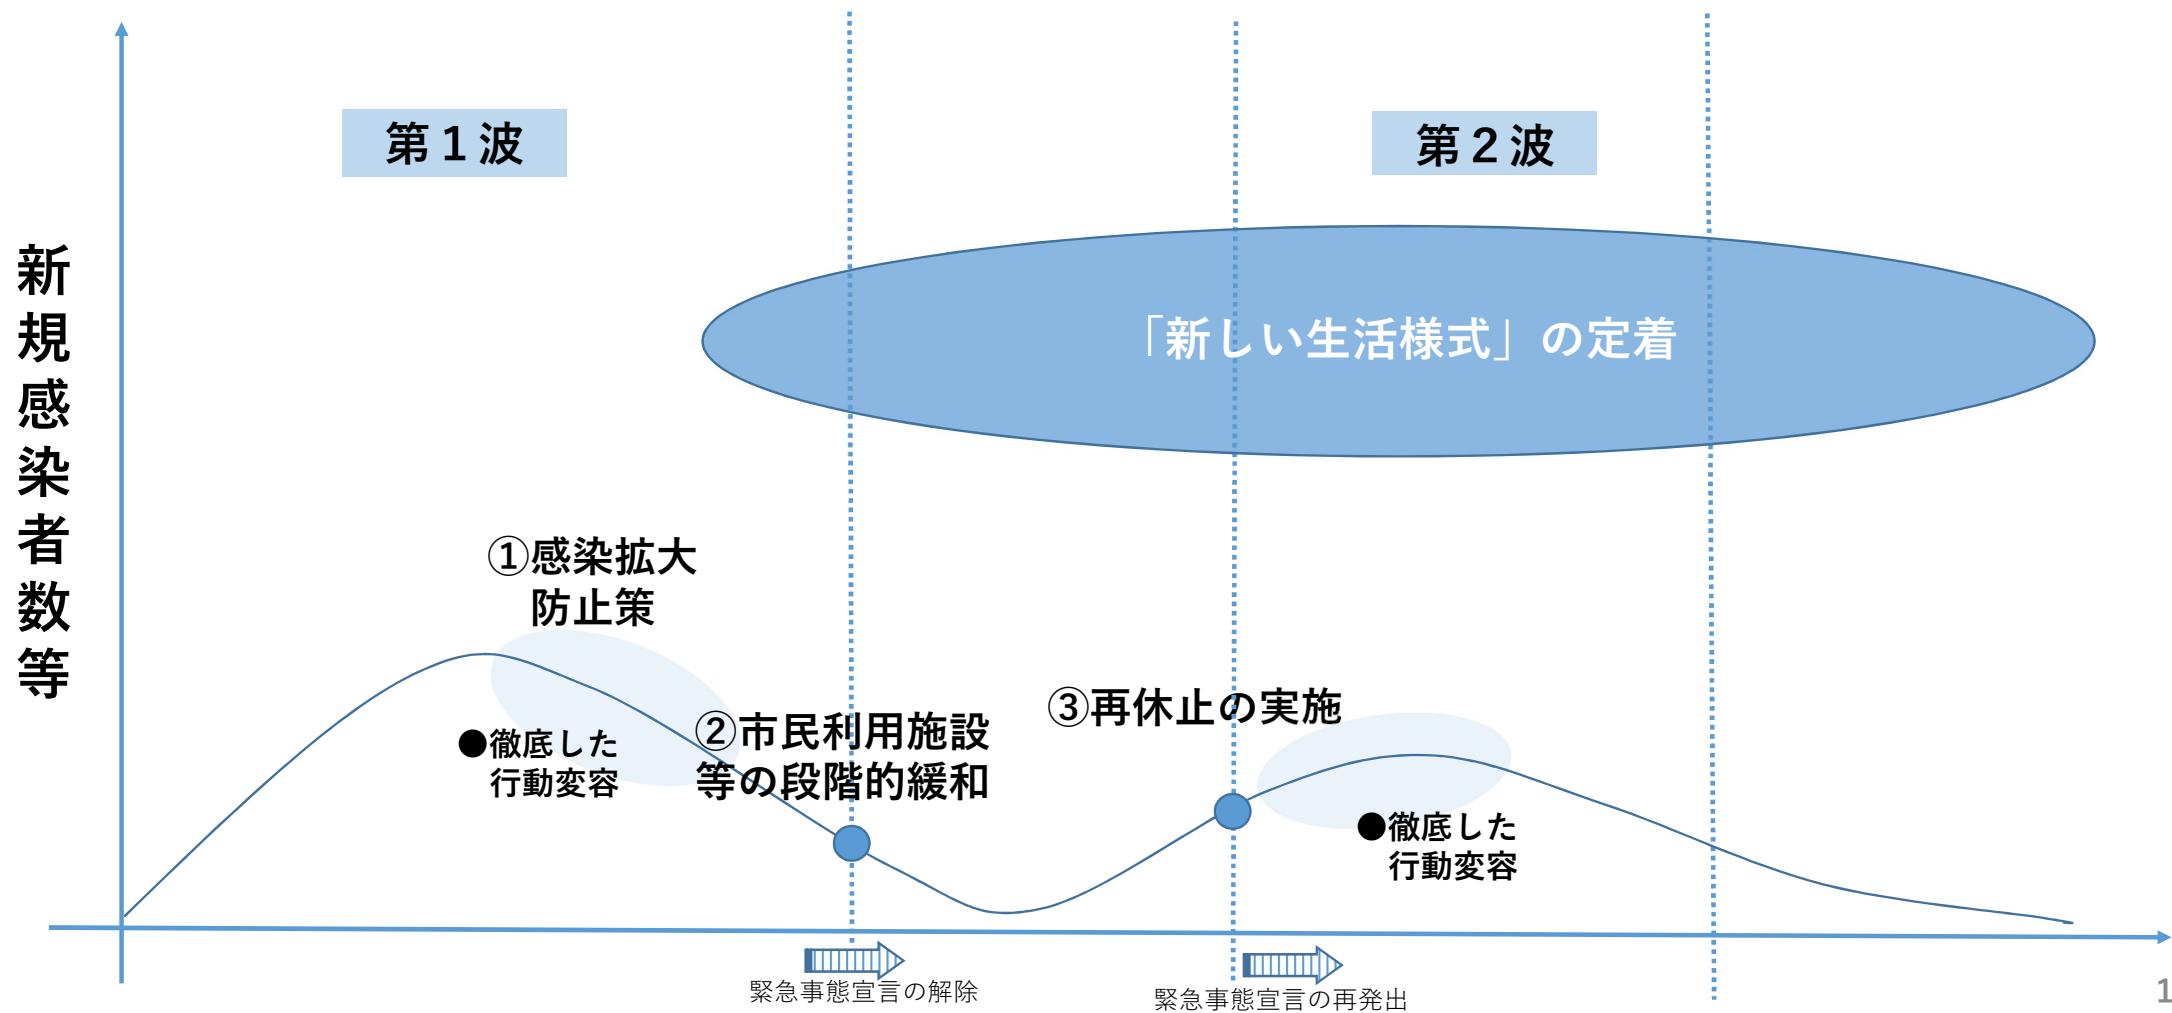 第１波
第２波
新規感染者数等
「新しい生活様式」の定着
①感染拡大
防止策
●徹底した
行動変容
②市民利用施設
等の段階的緩和
③再休止の実施
●徹底した
行動変容
緊急事態宣言の解除
緊急事態宣言の再発出
1